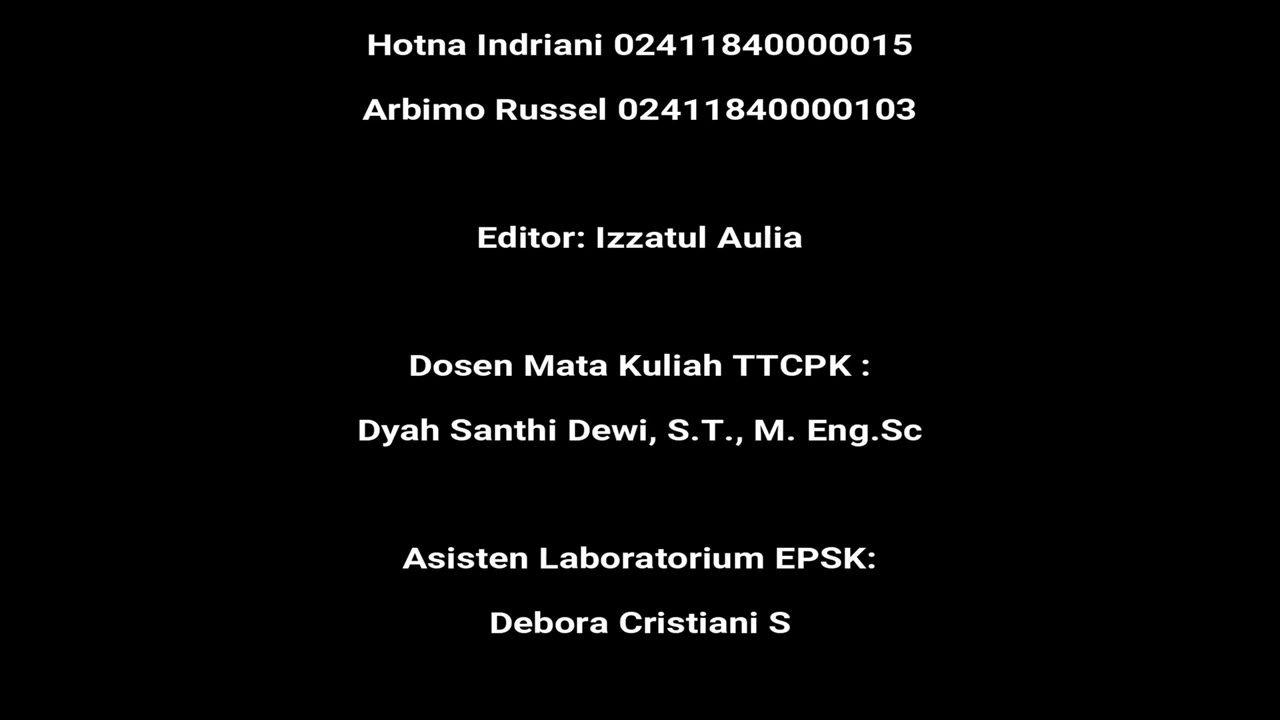 Hotna Indriani 02411840000015
Arbimo Russel 02411840000103
Editor: Izzatul Aulia
Dosen Mata Kuliah TTCPK :
Dyah Santhi Dewi, S.T., M. Eng.Sc
Asisten Laboratorium EPSK:
Debora Cristiani S